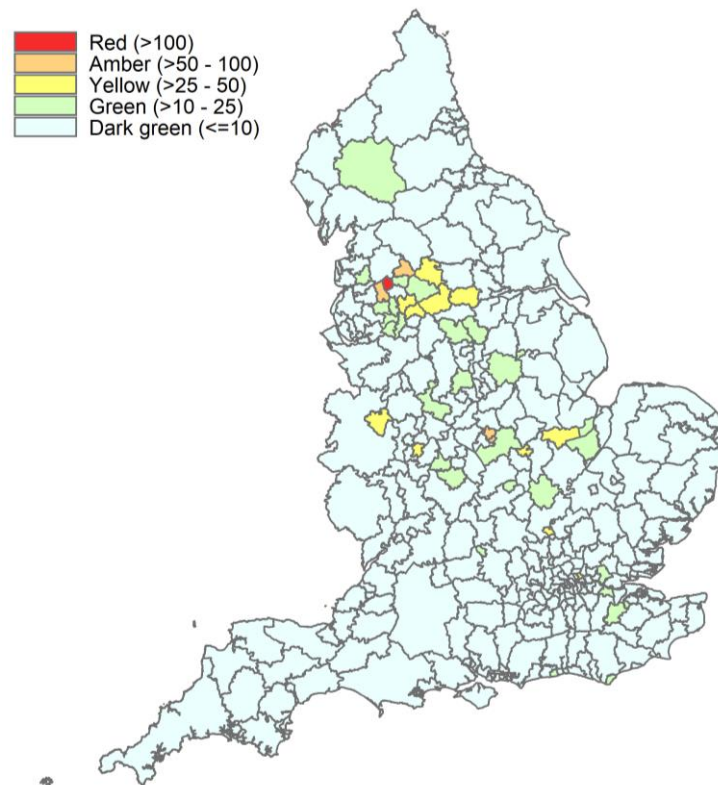 Red (>100)
Amber (>50 - 100)
Yellow (>25 - 50)
Green (>10 - 25)
Dark green (<=10)